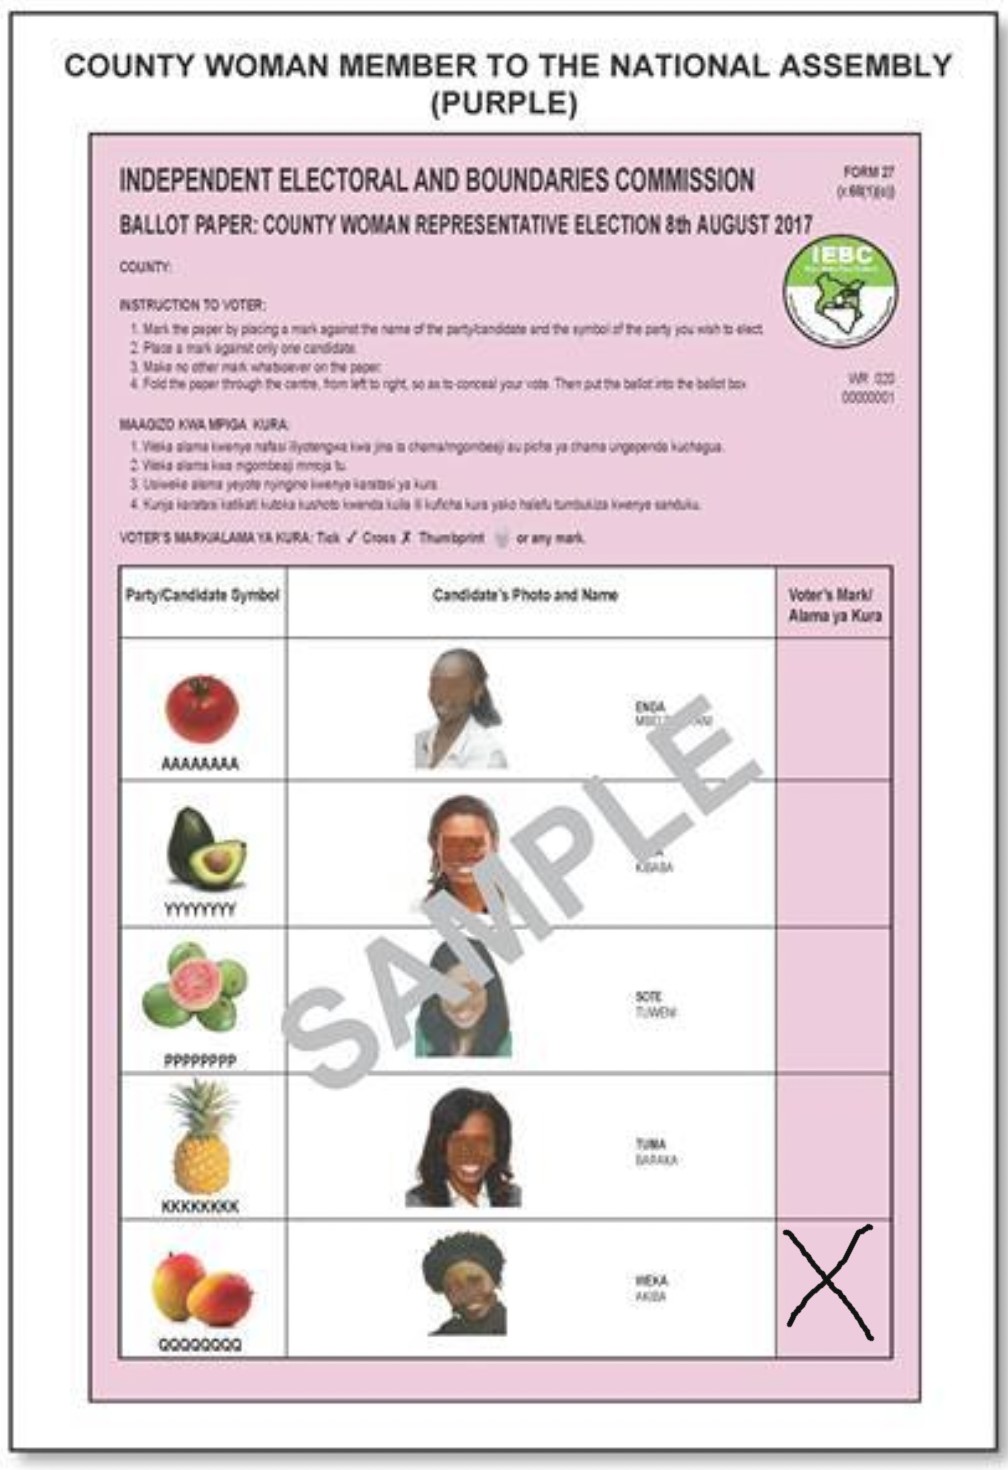 COUNTY WOMAN MEMBER TO THE NATIONAL ASSEMBLY
(PURPLE)
INDEPENDENT ELECTORAL AND BOUNDARIES COMMISSION
FORM 27
BALLOT PAPER: COUNTY WOMAN REPRESENTATIVE ELECTION 8th AUGUST 2017
IEBC
COUNTY:
INSTRUCTION TO VOTER:
1. Mark the paper by placing a mark against the name of the party/candidate and the symbol of the party you wish to elect.
2. Place a mark against only one candidate.
3. Make no other mark whatsoever on the paper.
4. Fold the paper through the centre, from left to right, so as to conceal your vote. Then put the ballot into the ballot box
WR 020
00000001
MAAGIZO KWA MPIGA KURA:
1. Weka alama kwenye nafasi iliyotengwa kwa jina la chama/mgombeaji au picha ya chama ungependa kuchagua.
2. Weka alama kwa mgombeaji mmoja tu.
3. Usiweke alama yeyote nyingine kwenye karatasi ya kura.
4. Kunja karatasi katikati kutoka kushoto kwenda kulia ili kuficha kura yako halafu tumbukiza kwenye sanduku.
VOTER'S MARK/ALAMA YA KURA: Tick ✓ Cross ✗ Thumbprint or any mark.
Party/Candidate Symbol
Candidate's Photo and Name
Voter's Mark/
Alama ya Kura
AAAAAAAA
ENDA
YYYYYYYY
KIBABA
PPPPPPPP
SOTE
TUWENI
KKKKKKKK
TUMA
BARAKA
QQQQQQQQ
WEKA
AKIBA
X
SAMPLE